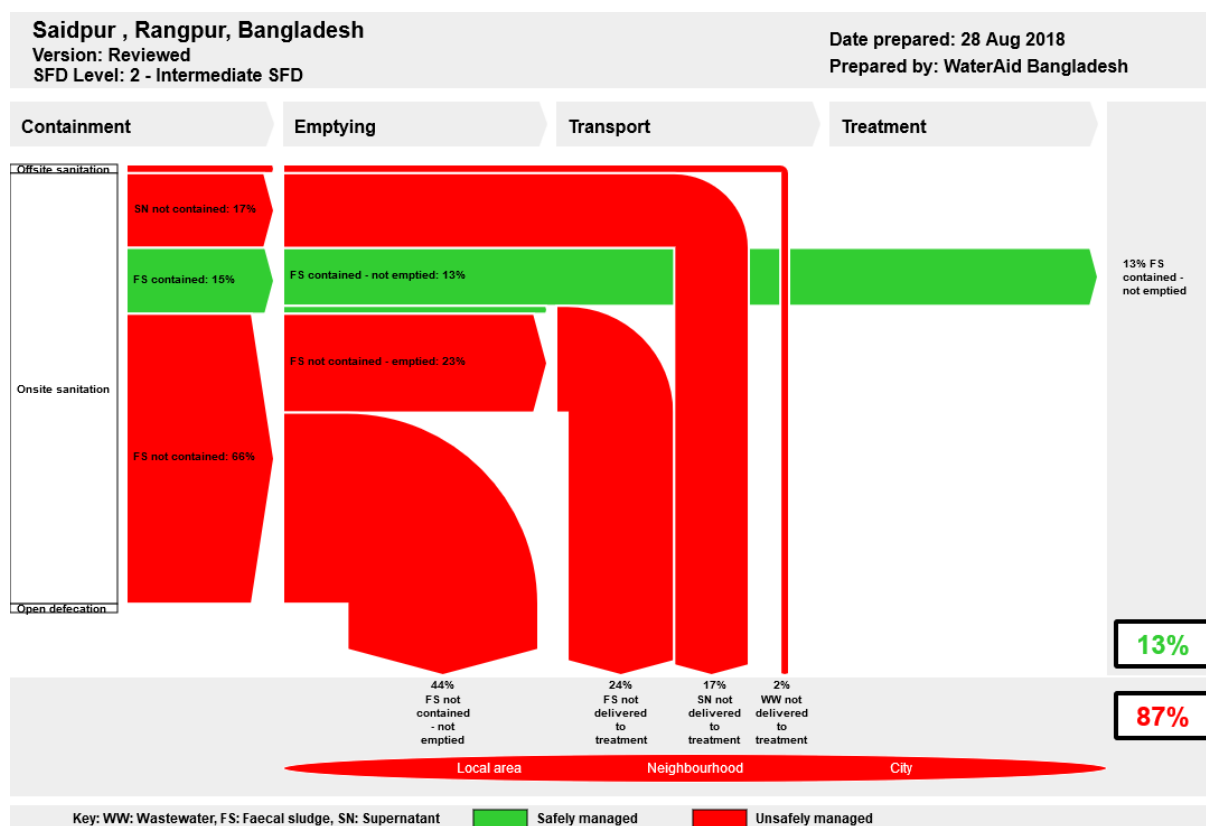 Saidpur , Rangpur, Bangladesh
Version: Reviewed
SFD Level: 2 - Intermediate SFD
Date prepared: 28 Aug 2018
Prepared by: WaterAid Bangladesh
Containment
Emptying
Transport
Treatment
Offsite sanitation
SN not contained: 17%
FS contained: 15%
FS contained - not emptied: 13%
13% FS
contained -
not emptied
FS not contained - emptied: 23%
Onsite sanitation
FS not contained: 66%
Open defecation
13%
44%
FS not
contained
- not
emptied
24%
FS not
delivered
to
treatment
17%
SN not
delivered
to
treatment
2%
WW not
delivered
to
treatment
87%
Local area
Neighbourhood
City
Key: WW: Wastewater, FS: Faecal sludge, SN: Supernatant
Safely managed
Unsafely managed